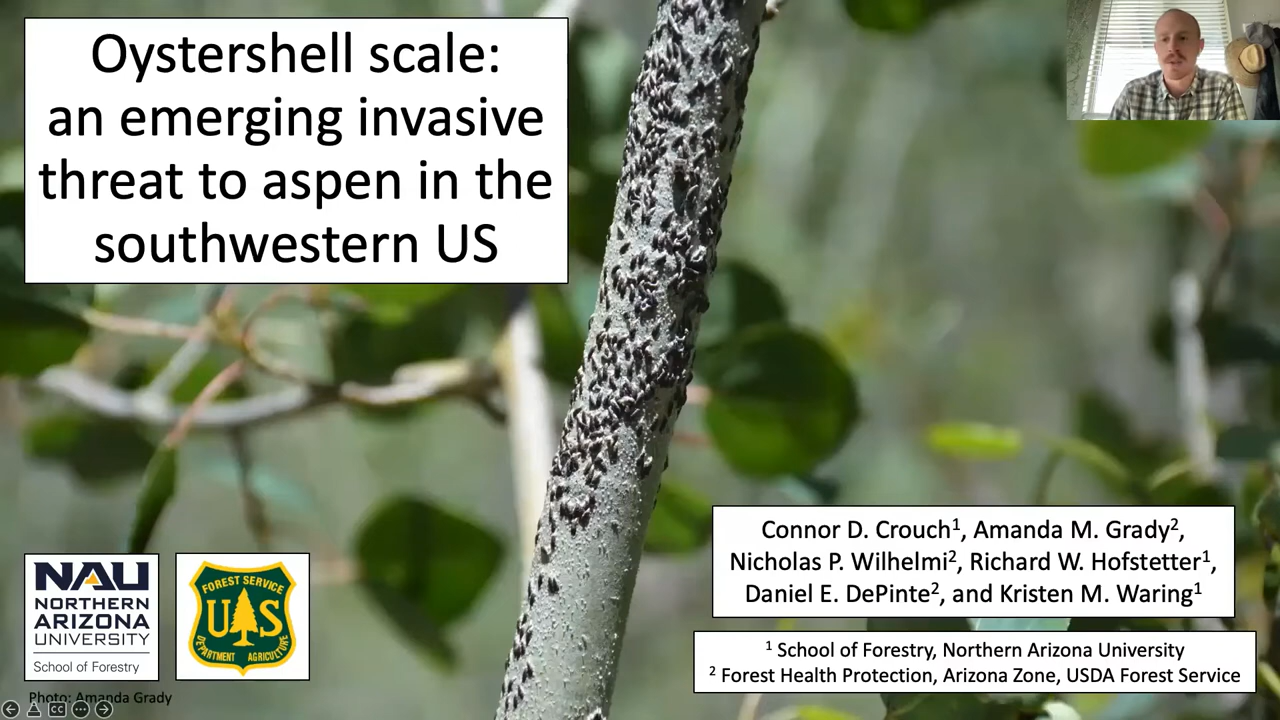 Oystershell scale:
an emerging invasive
threat to aspen in the
southwestern US
Connor D. Crouch¹, Amanda M. Grady²,
Nicholas P. Wilhelmi², Richard W. Hofstetter¹,
Daniel E. DePinte², and Kristen M. Waring¹
¹ School of Forestry, Northern Arizona University
² Forest Health Protection, Arizona Zone, USDA Forest Service
NAU
NORTHERN
ARIZONA
UNIVERSITY
School of Forestry
FOREST SERVICE
U S
DEPARTMENT OF AGRICULTURE
Photo: Amanda Grady
CC